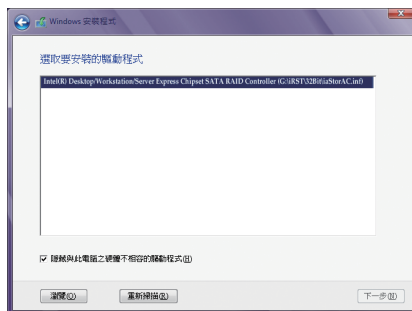 Windows 安裝程式
選取要安裝的驅動程式
Intel(R) Desktop/Workstation/Server Express Chipset SATA RAID Controller (G:\iRST\32Bit\iaStorAC.inf)
隱藏與此電腦之硬體不相容的驅動程式(H)
瀏覽(O) 重新掃描(R) 下一步(N)